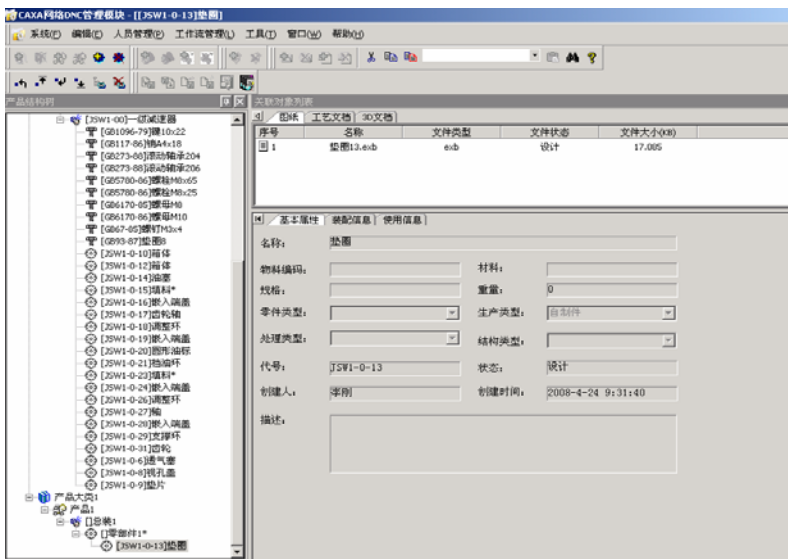 CAXA网络DNC管理模块 - [[JSW1-0-13]垫圈]
系统(F) 编辑(E) 人员管理(P) 工作流管理(L) 工具(T) 窗口(W) 帮助(H)
产品结构树
关联对象列表
[JSW1-00]一级减速器
[GB1096-79]键10x22
[GB117-86]销A4x18
[GB273-88]滚动轴承204
[GB273-88]滚动轴承206
[GB5780-86]螺栓M8x65
[GB5780-86]螺栓M8x25
[GB6170-85]螺母M8
[GB6170-86]螺母M10
[GB67-85]螺钉M3x4
[GB93-87]垫圈8
[JSW1-0-10]箱体
[JSW1-0-12]箱体
[JSW1-0-14]油塞
[JSW1-0-15]填料*
[JSW1-0-16]嵌入端盖
[JSW1-0-17]齿轮轴
[JSW1-0-18]调整环
[JSW1-0-19]嵌入端盖
[JSW1-0-20]圆形油标
[JSW1-0-21]挡油环
[JSW1-0-23]填料*
[JSW1-0-24]嵌入端盖
[JSW1-0-26]调整环
[JSW1-0-27]轴
[JSW1-0-28]嵌入端盖
[JSW1-0-29]支撑环
[JSW1-0-31]齿轮
[JSW1-0-6]透气塞
[JSW1-0-8]视孔盖
[JSW1-0-9]垫片
产品大类1
产品1
[]总装1
[]零部件1*
[JSW1-0-13]垫圈
图纸 工艺文档 3D文档
序号 名称 文件类型 文件状态 文件大小(KB)
1 垫圈13.exb exb 设计 17.085
基本属性 装配信息 使用信息
名称: 垫圈
物料编码: 材料:
规格: 重量: 0
零件类型: 生产类型: 自制件
处理类型: 结构类型:
代号: JSW1-0-13 状态: 设计
创建人: 李刚 创建时间: 2008-4-24 9:31:40
描述: